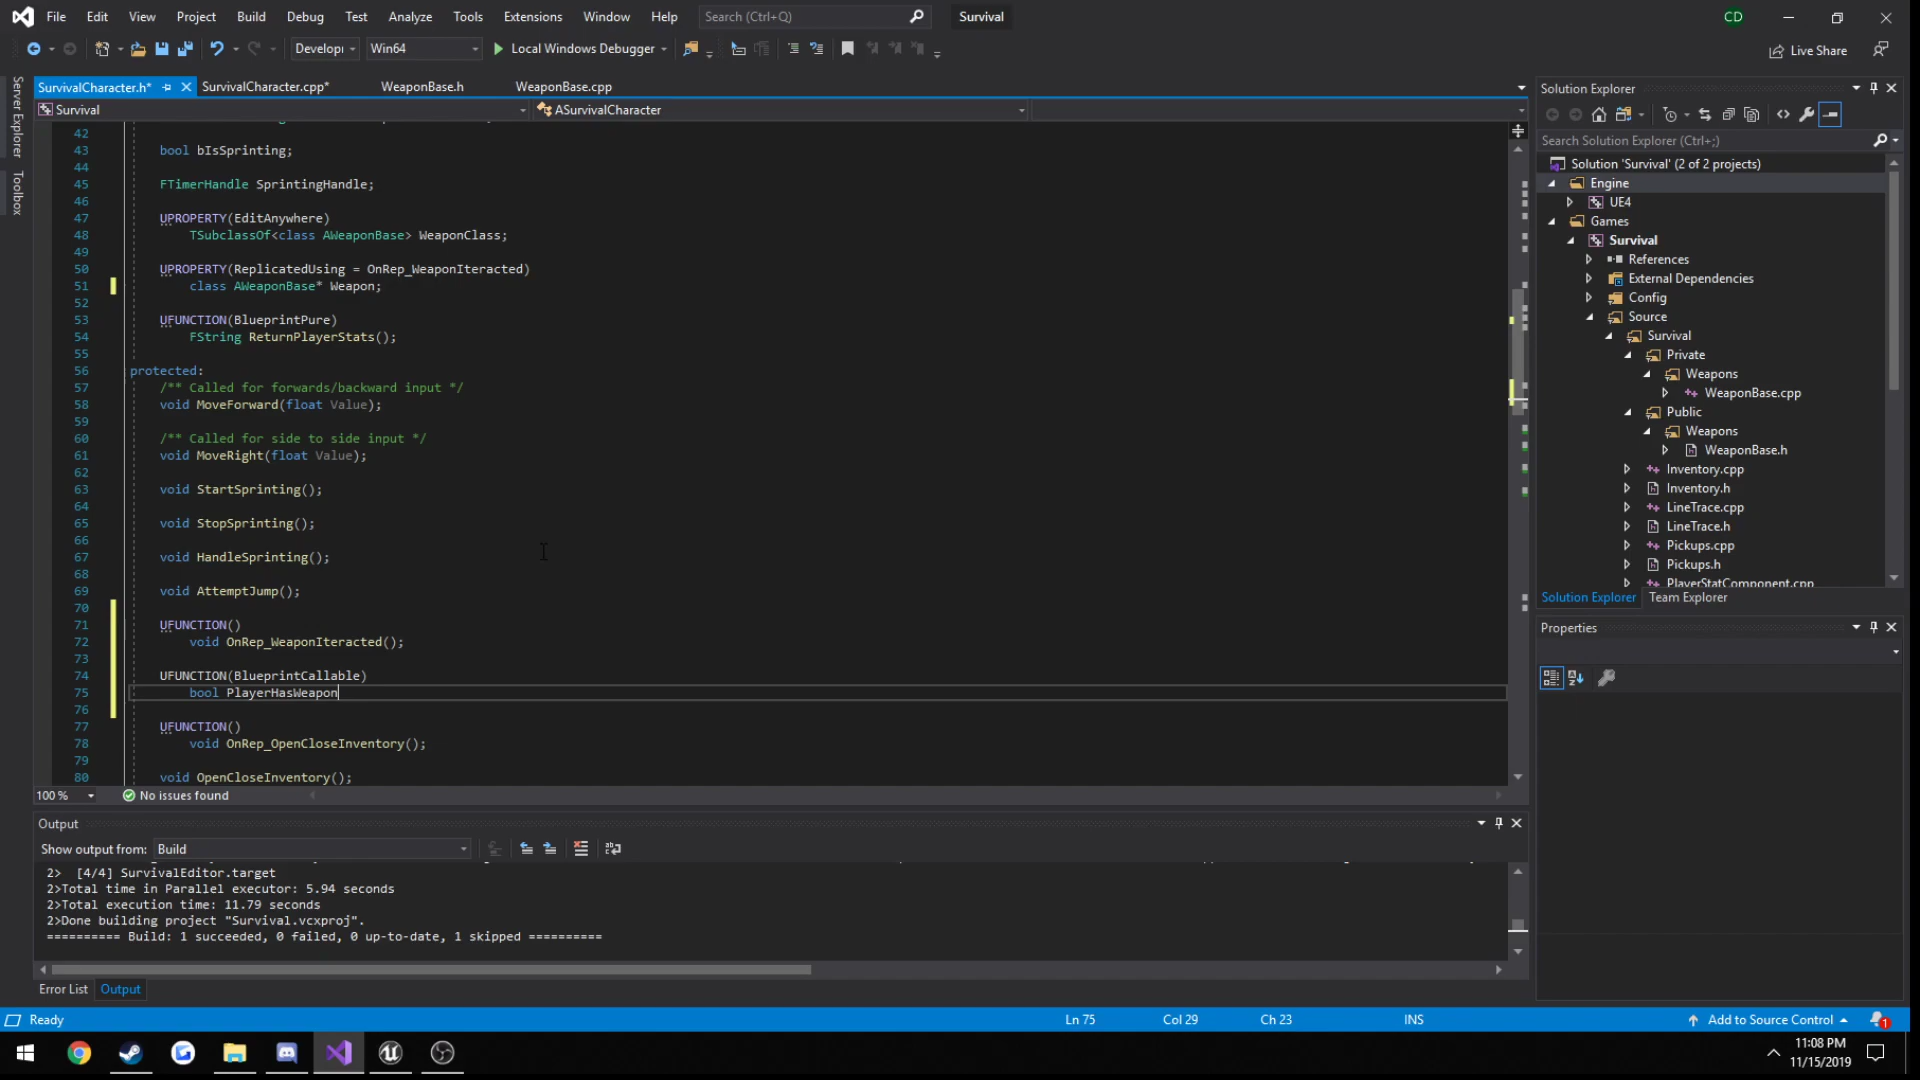 File Edit View Project Build Debug Test Analyze Tools Extensions Window Help Search (Ctrl+Q) Survival CD
Develop Win64 Local Windows Debugger Live Share
Server Explorer
Toolbox
SurvivalCharacter.h* SurvivalCharacter.cpp* WeaponBase.h WeaponBase.cpp
Survival ASurvivalCharacter
42
43 bool bIsSprinting;
44
45 FTimerHandle SprintingHandle;
46
47 UPROPERTY(EditAnywhere)
48 TSubclassOf<class AWeaponBase> WeaponClass;
49
50 UPROPERTY(ReplicatedUsing = OnRep_WeaponIteracted)
51 class AWeaponBase* Weapon;
52
53 UFUNCTION(BlueprintPure)
54 FString ReturnPlayerStats();
55
56 protected:
57 /** Called for forwards/backward input */
58 void MoveForward(float Value);
59
60 /** Called for side to side input */
61 void MoveRight(float Value);
62
63 void StartSprinting();
64
65 void StopSprinting();
66
67 void HandleSprinting();
68
69 void AttemptJump();
70
71 UFUNCTION()
72 void OnRep_WeaponIteracted();
73
74 UFUNCTION(BlueprintCallable)
75 bool PlayerHasWeapon
76
77 UFUNCTION()
78 void OnRep_OpenCloseInventory();
79
80 void OpenCloseInventory();
100 % No issues found
Output
Show output from: Build
2> [4/4] SurvivalEditor.target
2>Total time in Parallel executor: 5.94 seconds
2>Total execution time: 11.79 seconds
2>Done building project "Survival.vcxproj".
========== Build: 1 succeeded, 0 failed, 0 up-to-date, 1 skipped ==========
Error List Output
Solution Explorer
Search Solution Explorer (Ctrl+;)
Solution 'Survival' (2 of 2 projects)
Engine
UE4
Games
Survival
References
External Dependencies
Config
Source
Survival
Private
Weapons
WeaponBase.cpp
Public
Weapons
WeaponBase.h
Inventory.cpp
Inventory.h
LineTrace.cpp
LineTrace.h
Pickups.cpp
Pickups.h
PlayerStatComponent.cpp
Solution Explorer Team Explorer
Properties
Ready Ln 75 Col 29 Ch 23 INS Add to Source Control 1
11:08 PM
11/15/2019